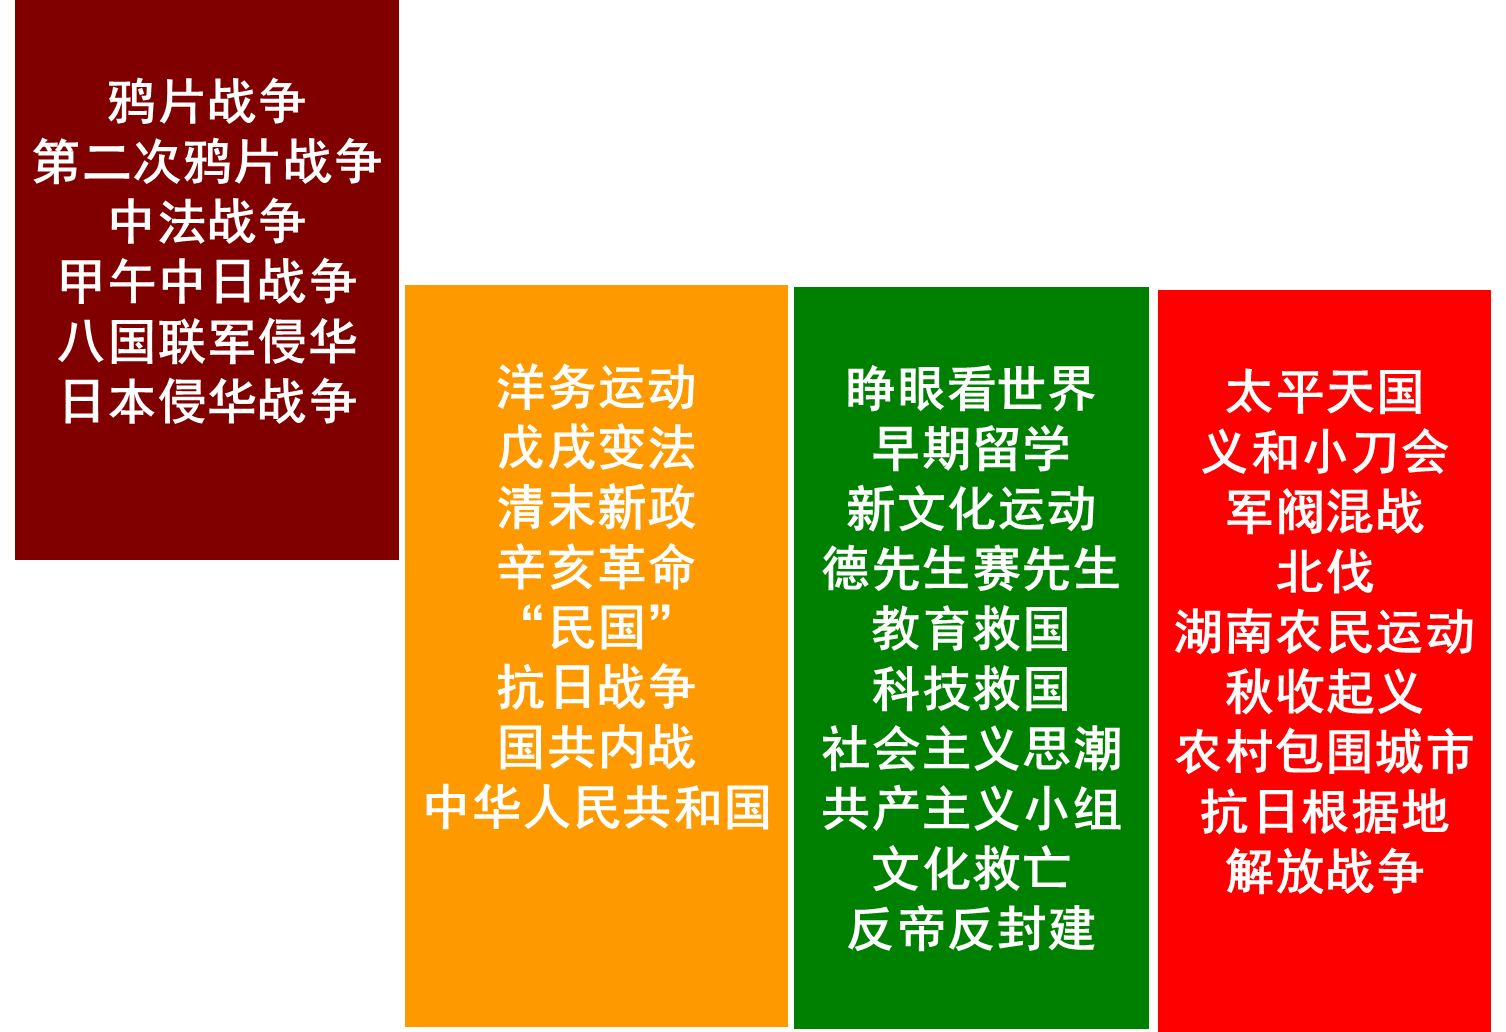 鸦片战争
第二次鸦片战争
中法战争
甲午中日战争
八国联军侵华
日本侵华战争
洋务运动
戊戌变法
清末新政
辛亥革命
“民国”
抗日战争
国共内战
中华人民共和国
睁眼看世界
早期留学
新文化运动
德先生赛先生
教育救国
科技救国
社会主义思潮
共产主义小组
文化救亡
反帝反封建
太平天国
义和小刀会
军阀混战
北伐
湖南农民运动
秋收起义
农村包围城市
抗日根据地
解放战争